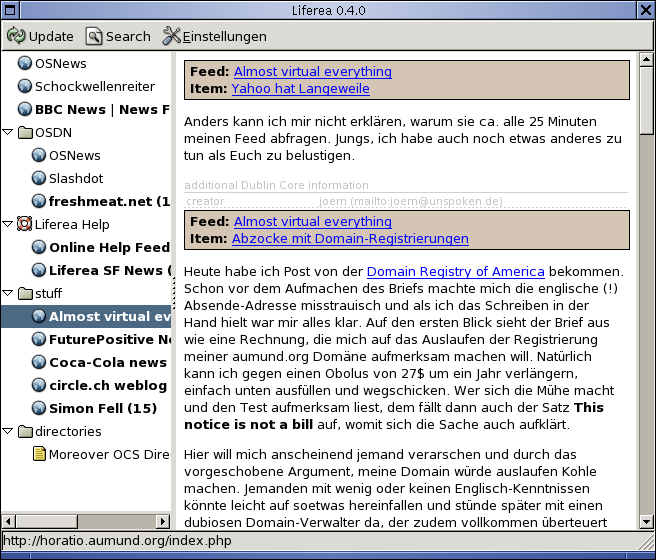 Liferea 0.4.0
Update Search Einstellungen
OSNews
Schockwellenreiter
BBC News | News F
OSDN
OSNews
Slashdot
freshmeat.net (1
Liferea Help
Online Help Feed
Liferea SF News (
stuff
Almost virtual ev
FuturePositive Ne
Coca-Cola news
circle.ch weblog
Simon Fell (15)
directories
Moreover OCS Dire
Feed: Almost virtual everything
Item: Yahoo hat Langeweile
Anders kann ich mir nicht erklären, warum sie ca. alle 25 Minuten
meinen Feed abfragen. Jungs, ich habe auch noch etwas anderes zu
tun als Euch zu belustigen.
additional Dublin Core information
creator joern (mailto:joern@unspoken.de)
Feed: Almost virtual everything
Item: Abzocke mit Domain-Registrierungen
Heute habe ich Post von der Domain Registry of America bekommen.
Schon vor dem Aufmachen des Briefs machte mich die englische (!)
Absende-Adresse misstrauisch und als ich das Schreiben in der
Hand hielt war mir alles klar. Auf den ersten Blick sieht der Brief aus
wie eine Rechnung, die mich auf das Auslaufen der Registrierung
meiner aumund.org Domäne aufmerksam machen will. Natürlich
kann ich gegen einen Obolus von 27$ um ein Jahr verlängern,
einfach unten ausfüllen und wegschicken. Wer sich die Mühe macht
und den Test aufmerksam liest, dem fällt dann auch der Satz This
notice is not a bill auf, womit sich die Sache auch aufklärt.
Hier will mich anscheinend jemand verarschen und durch das
vorgeschobene Argument, meine Domain würde auslaufen Kohle
machen. Jemanden mit wenig oder keinen Englisch-Kenntnissen
könnte leicht auf soetwas hereinfallen und stünde später mit einen
dubiosen Domain-Verwalter da, der zudem vollkommen überteuert
http://horatio.aumund.org/index.php